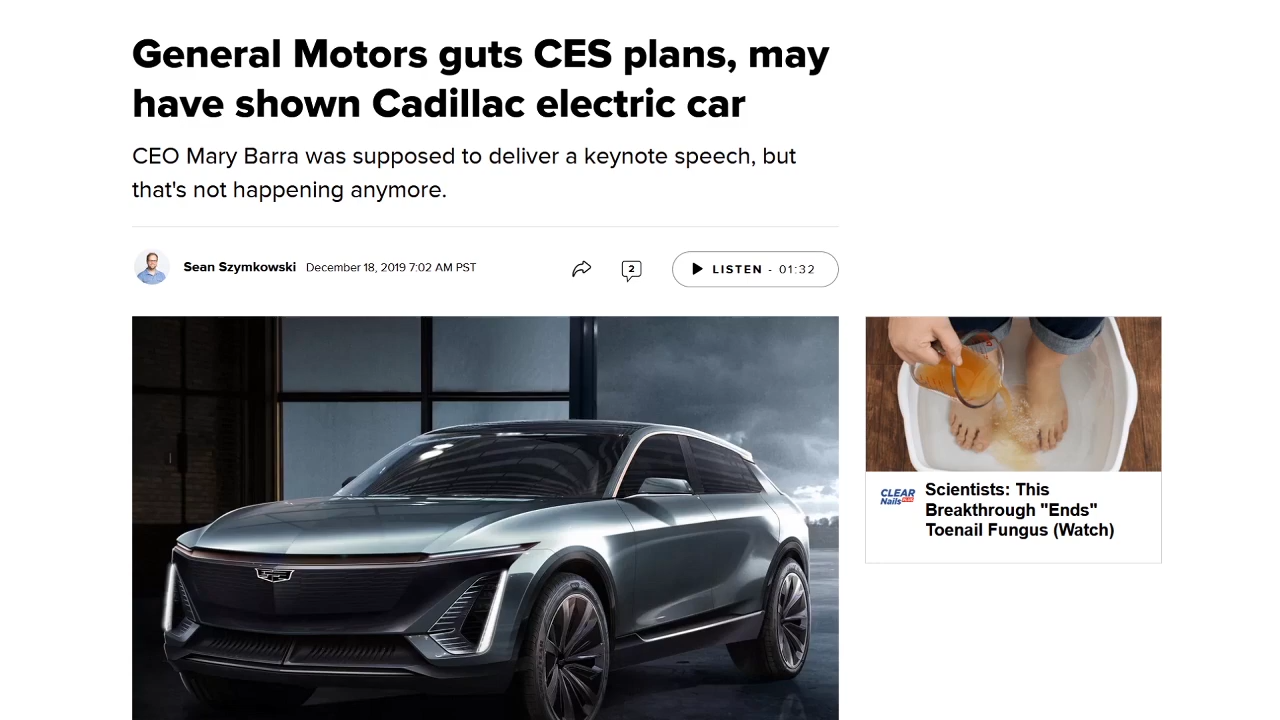 General Motors guts CES plans, may
have shown Cadillac electric car
CEO Mary Barra was supposed to deliver a keynote speech, but
that's not happening anymore.
Sean Szymkowski December 18, 2019 7:02 AM PST
2
LISTEN - 01:32
CLEAR
Nails PLUS
Scientists: This
Breakthrough "Ends"
Toenail Fungus (Watch)